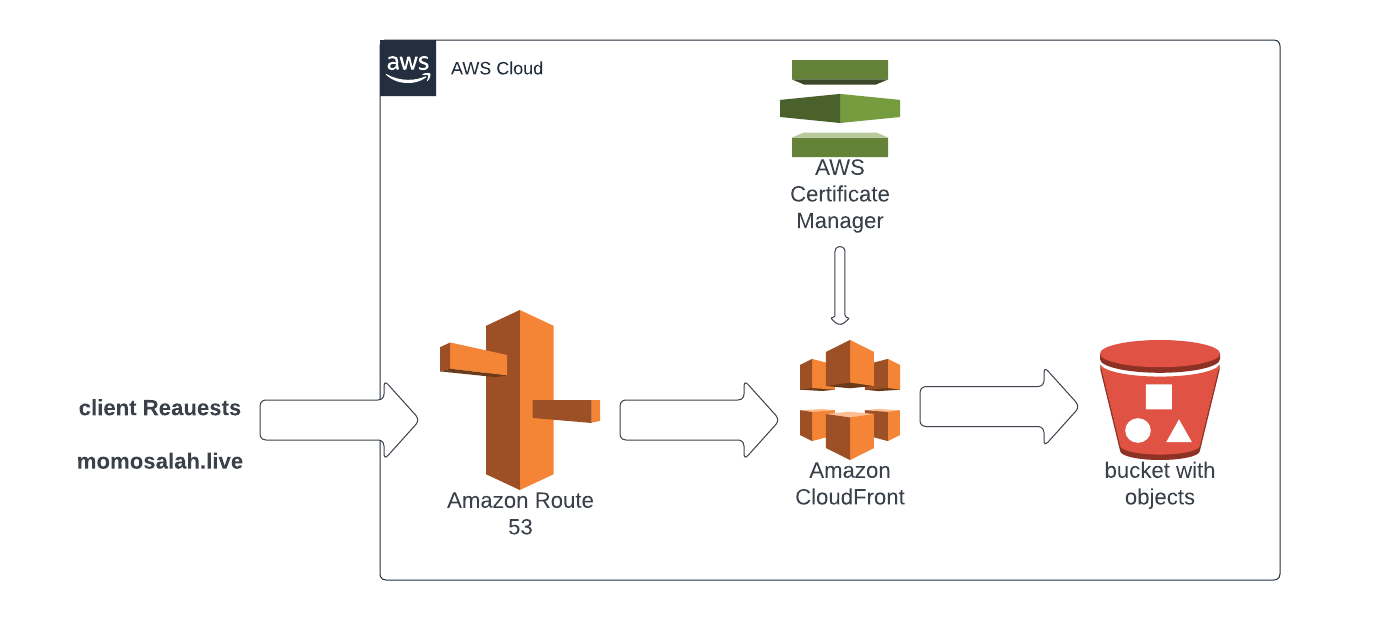 aws
AWS Cloud
AWS
Certificate
Manager
client Reauests
momosalah.live
Amazon Route
53
Amazon
CloudFront
bucket with
objects